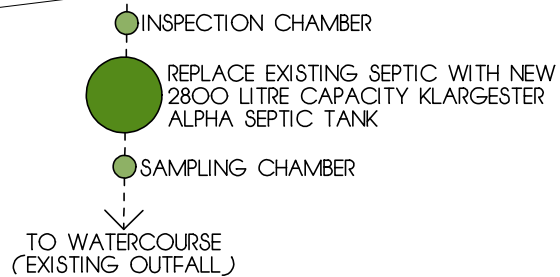 INSPECTION CHAMBER
REPLACE EXISTING SEPTIC WITH NEW
2800 LITRE CAPACITY KLARGESTER
ALPHA SEPTIC TANK
SAMPLING CHAMBER
TO WATERCOURSE
(EXISTING OUTFALL)